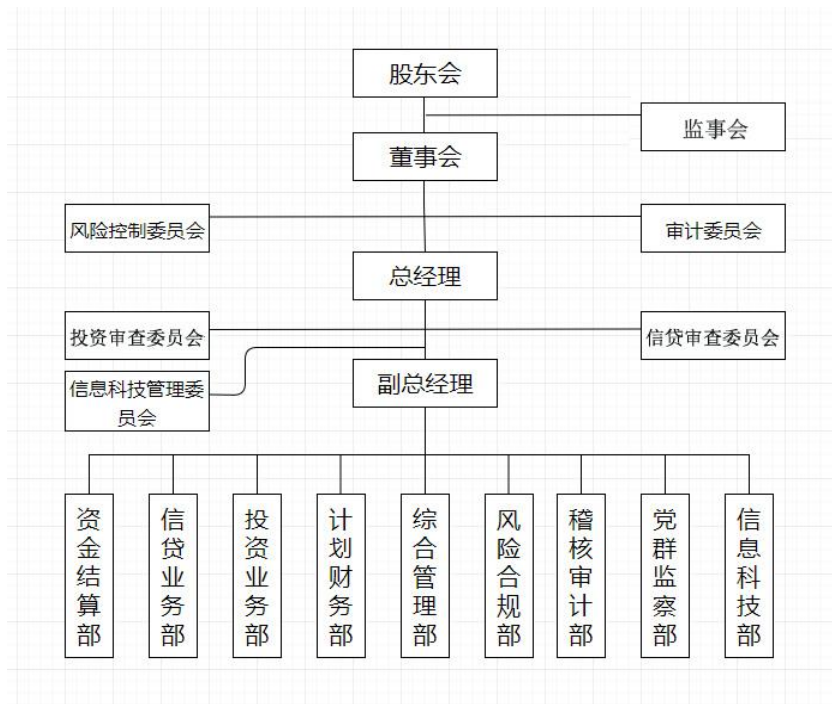 股东会
监事会
董事会
风险控制委员会
审计委员会
总经理
投资审查委员会
信贷审查委员会
信息科技管理委
员会
副总经理
资金结算部
信贷业务部
投资业务部
计划财务部
综合管理部
风险合规部
稽核审计部
党群监察部
信息科技部